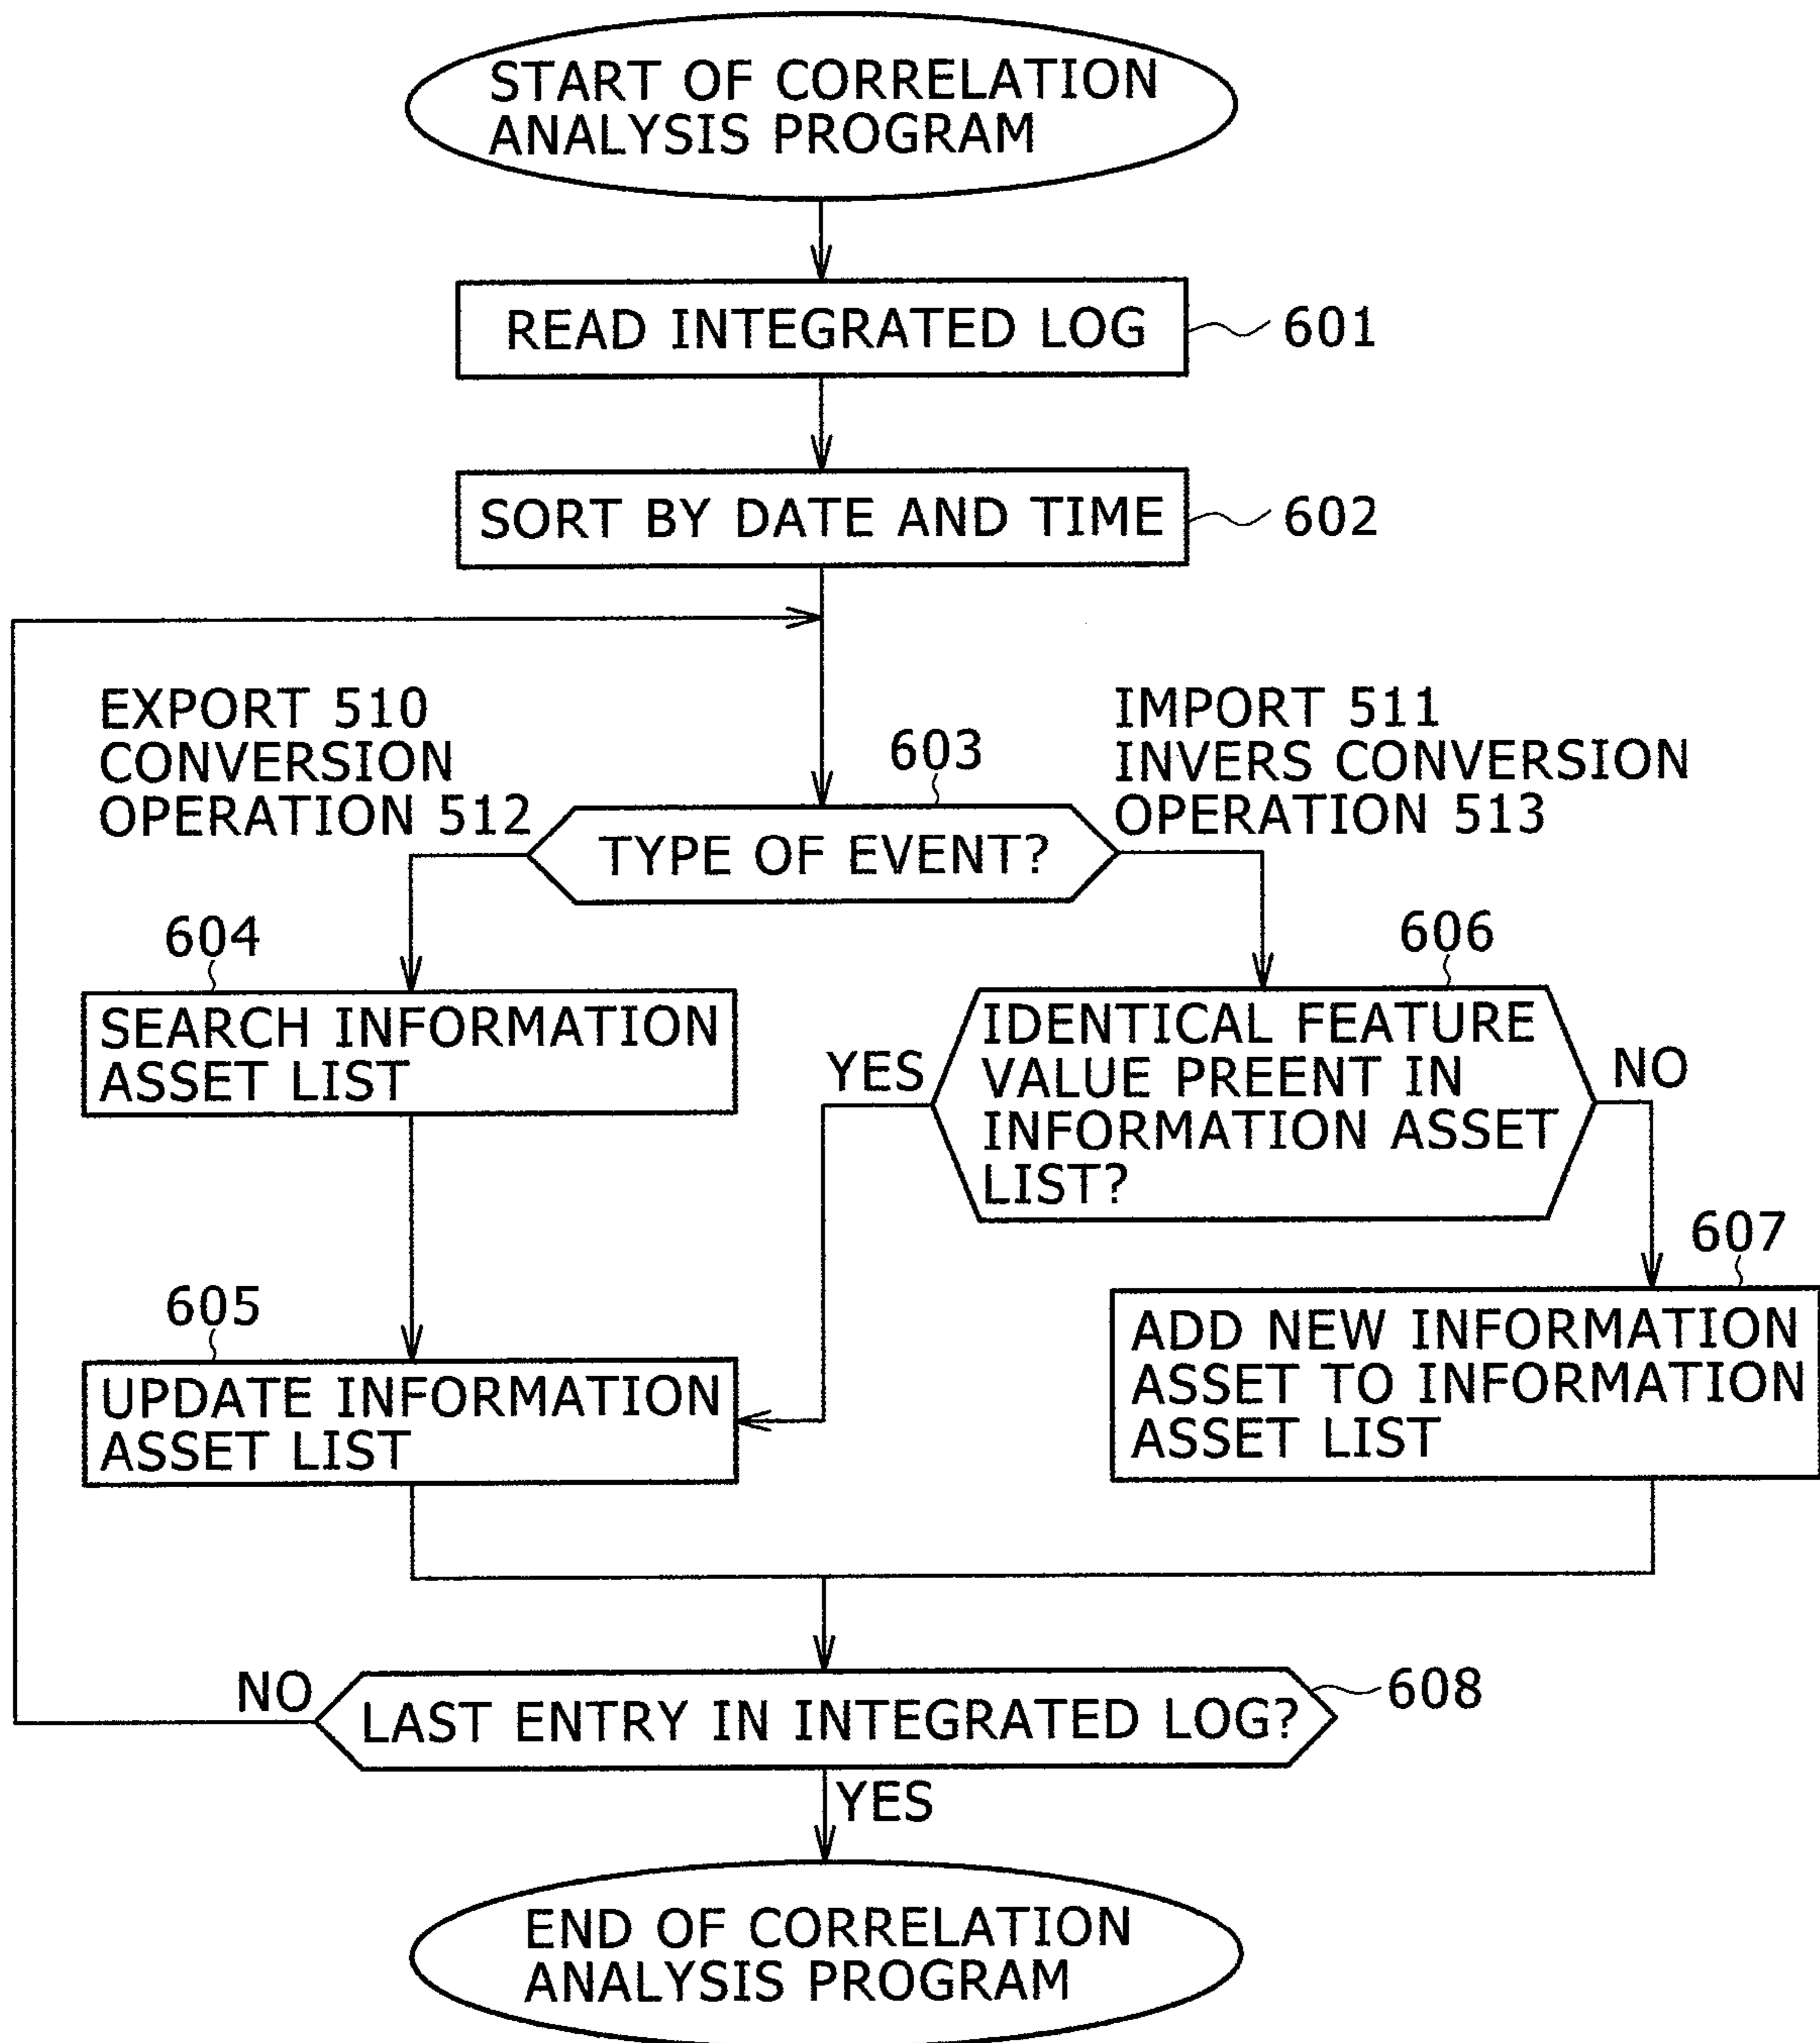 START OF CORRELATION
ANALYSIS PROGRAM
READ INTEGRATED LOG
601
SORT BY DATE AND TIME
602
EXPORT 510
CONVERSION
OPERATION 512
603
IMPORT 511
INVERS CONVERSION
OPERATION 513
TYPE OF EVENT?
604
SEARCH INFORMATION
ASSET LIST
606
IDENTICAL FEATURE
VALUE PREENT IN
INFORMATION ASSET
LIST?
YES
NO
605
UPDATE INFORMATION
ASSET LIST
607
ADD NEW INFORMATION
ASSET TO INFORMATION
ASSET LIST
NO
LAST ENTRY IN INTEGRATED LOG?
608
YES
END OF CORRELATION
ANALYSIS PROGRAM